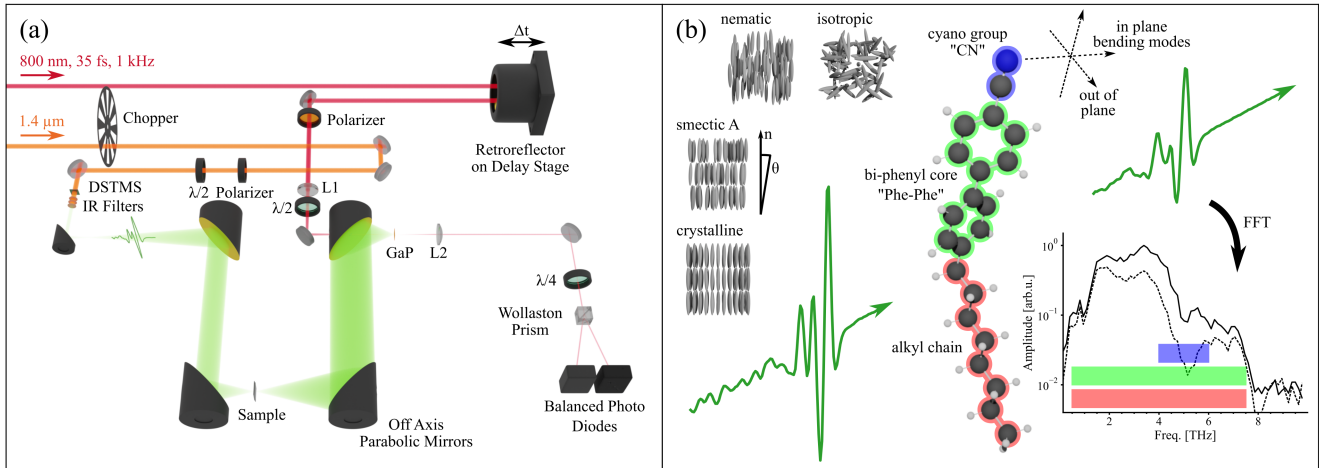 (a)
Δt
800 nm, 35 fs, 1 kHz
Chopper
Polarizer
1.4 μm
Retroreflector
on Delay Stage
DSTMS
IR Filters
λ/2
Polarizer
L1
λ/2
GaP
L2
λ/4
Wollaston
Prism
Sample
Off Axis
Parabolic Mirrors
Balanced Photo
Diodes
(b)
nematic
isotropic
cyano group
"CN"
in plane
bending modes
out of
plane
smectic A
n
θ
bi-phenyl core
"Phe-Phe"
crystalline
alkyl chain
FFT
10⁰
10⁻¹
10⁻²
Amplitude [arb.u.]
2 4 6 8
Freq. [THz]